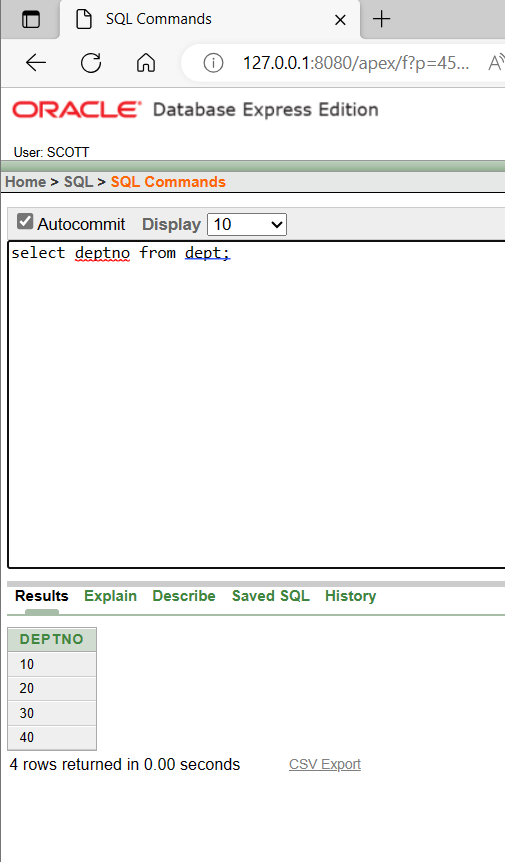 SQL Commands
127.0.0.1:8080/apex/f?p=45...
ORACLE Database Express Edition
User: SCOTT
Home > SQL > SQL Commands
Autocommit Display 10
select deptno from dept;
Results Explain Describe Saved SQL History
DEPTNO
10
20
30
40
4 rows returned in 0.00 seconds CSV Export